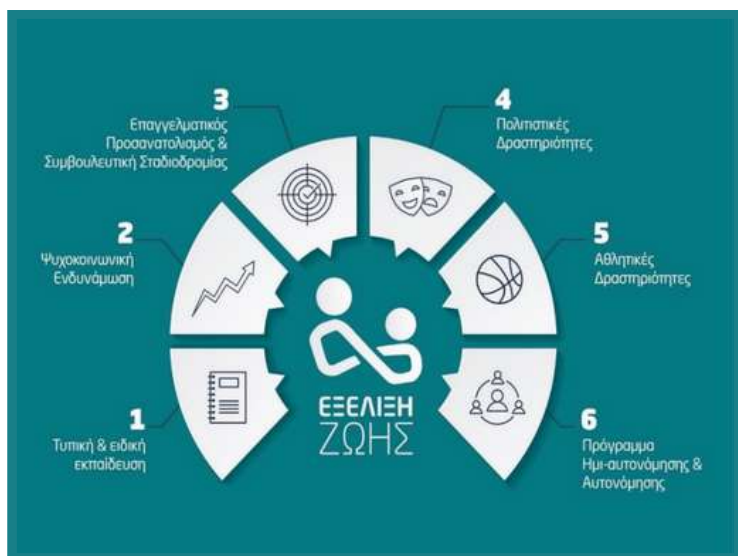 3
Επαγγελματικός
Προσανατολισμός &
Συμβουλευτική Σταδιοδρομίας
4
Πολιτιστικές
Δραστηριότητες
2
Ψυχοκοινωνική
Ενδυνάμωση
5
Αθλητικές
Δραστηριότητες
1
Τυπική & ειδική
εκπαίδευση
ΕΞΕΛΙΞΗ
ΖΩΗΣ
6
Πρόγραμμα
Ημι-αυτονόμησης &
Αυτονόμησης